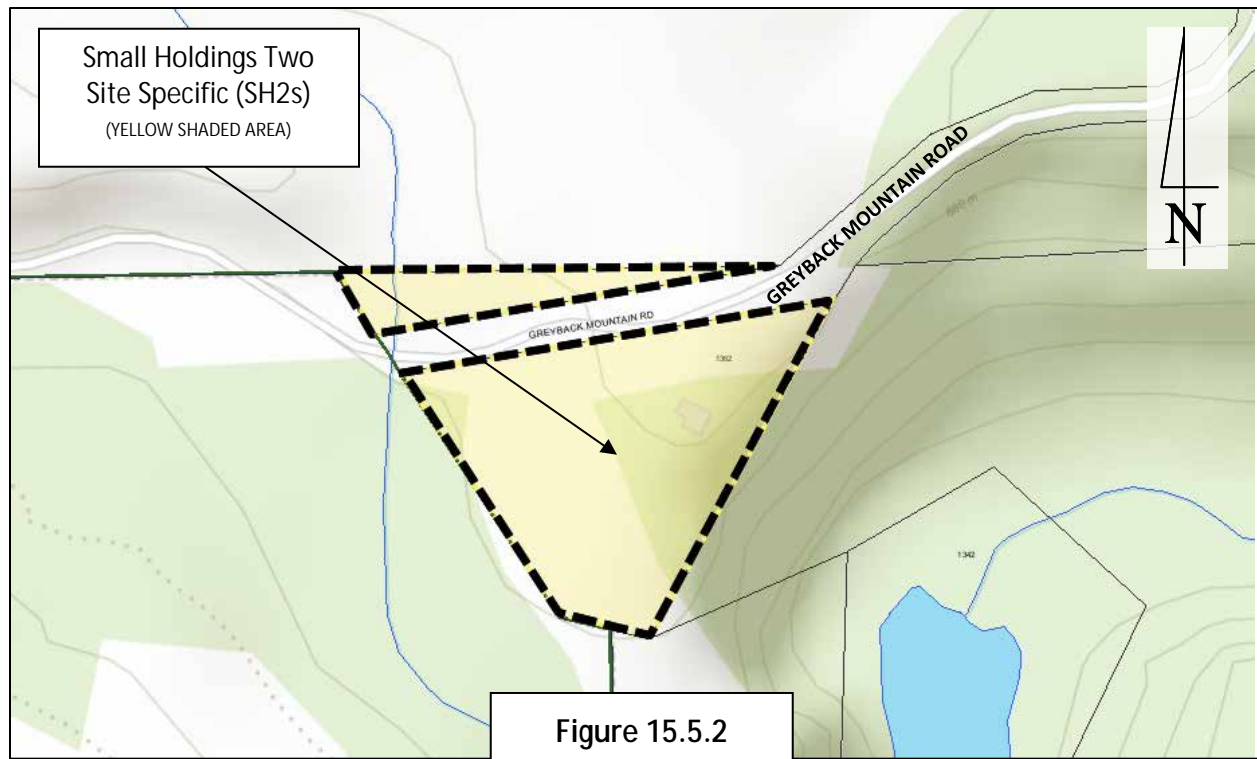 Small Holdings Two
Site Specific (SH2s)
(YELLOW SHADED AREA)
N
GREYBACK MOUNTAIN ROAD
GREYBACK MOUNTAIN RD
1342
Figure 15.5.2